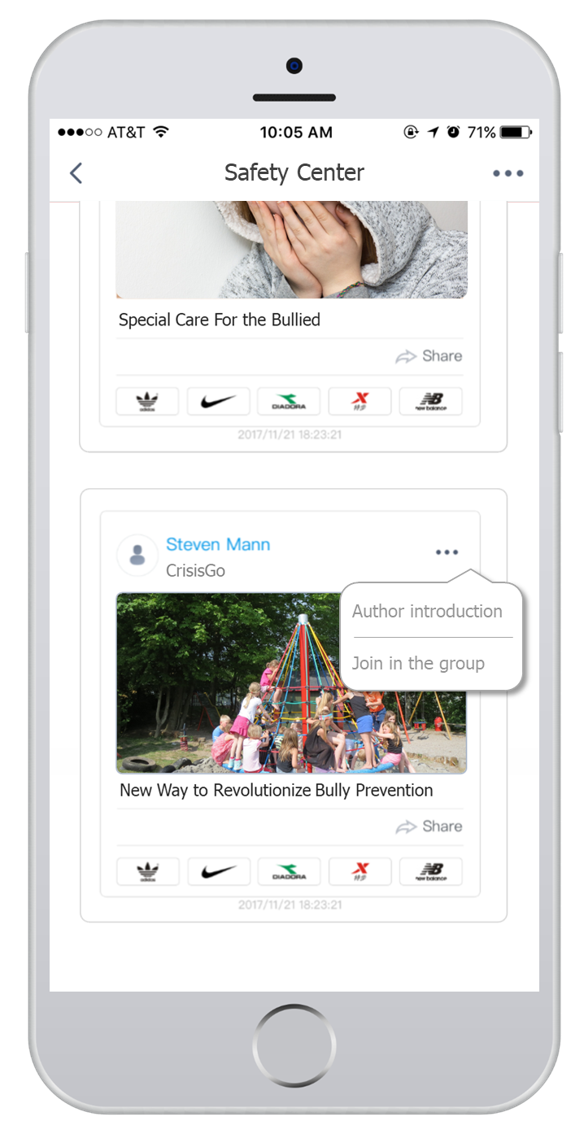 AT&T 10:05 AM 71%
Safety Center
Special Care For the Bullied
Share
adidas
DIADORA
X
特步
NB
new balance
2017/11/21 18:23:21
Steven Mann
CrisisGo
Author introduction
Join in the group
New Way to Revolutionize Bully Prevention
Share
adidas
DIADORA
X
特步
NB
new balance
2017/11/21 18:23:21